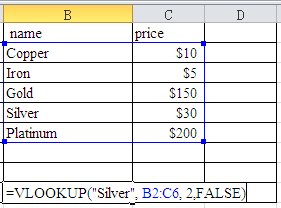 B C D
name price
Copper $10
Iron $5
Gold $150
Silver $30
Platinum $200
=VLOOKUP("Silver", B2:C6, 2,FALSE)